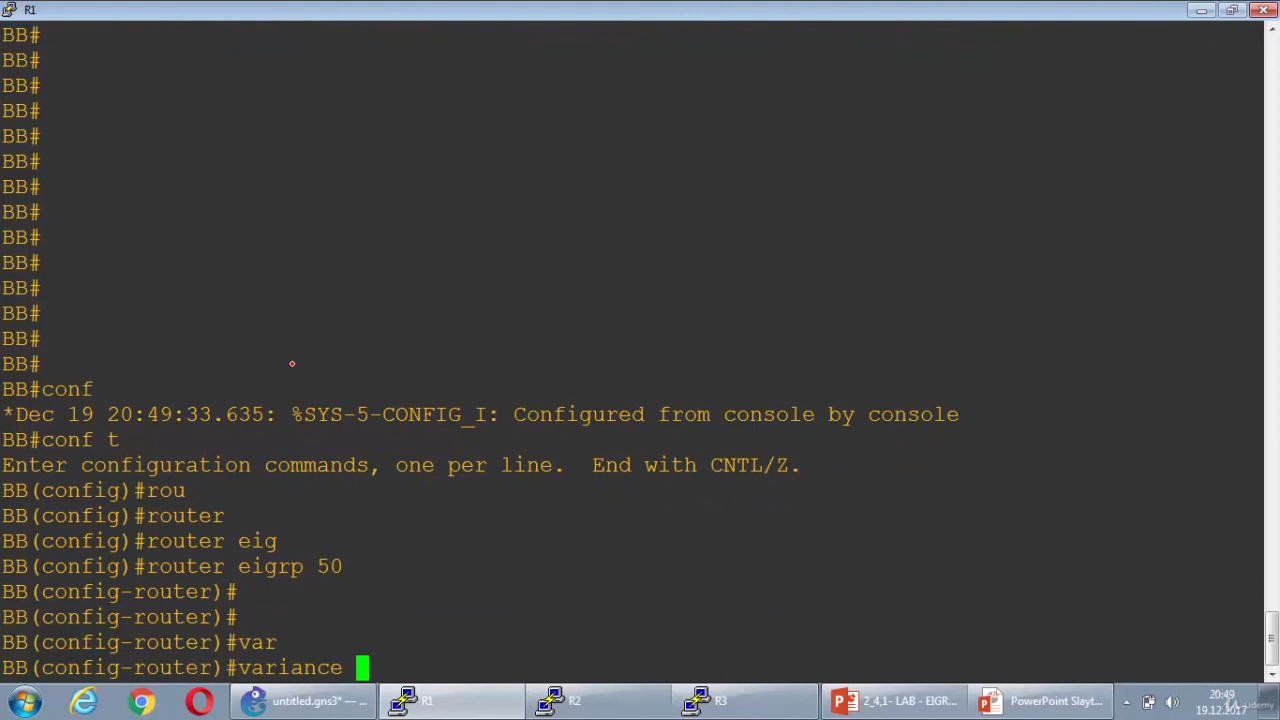 R1
BB#
BB#
BB#
BB#
BB#
BB#
BB#
BB#
BB#
BB#
BB#
BB#
BB#
BB#
BB#conf
*Dec 19 20:49:33.635: %SYS-5-CONFIG_I: Configured from console by console
BB#conf t
Enter configuration commands, one per line.  End with CNTL/Z.
BB(config)#rou
BB(config)#router
BB(config)#router eig
BB(config)#router eigrp 50
BB(config-router)#
BB(config-router)#
BB(config-router)#var
BB(config-router)#variance
untitled.gns3* — ...
R1
R2
R3
2_4,1- LAB - EIGR...
PowerPoint Slayt...
20:49
19.12.2017
Udemy